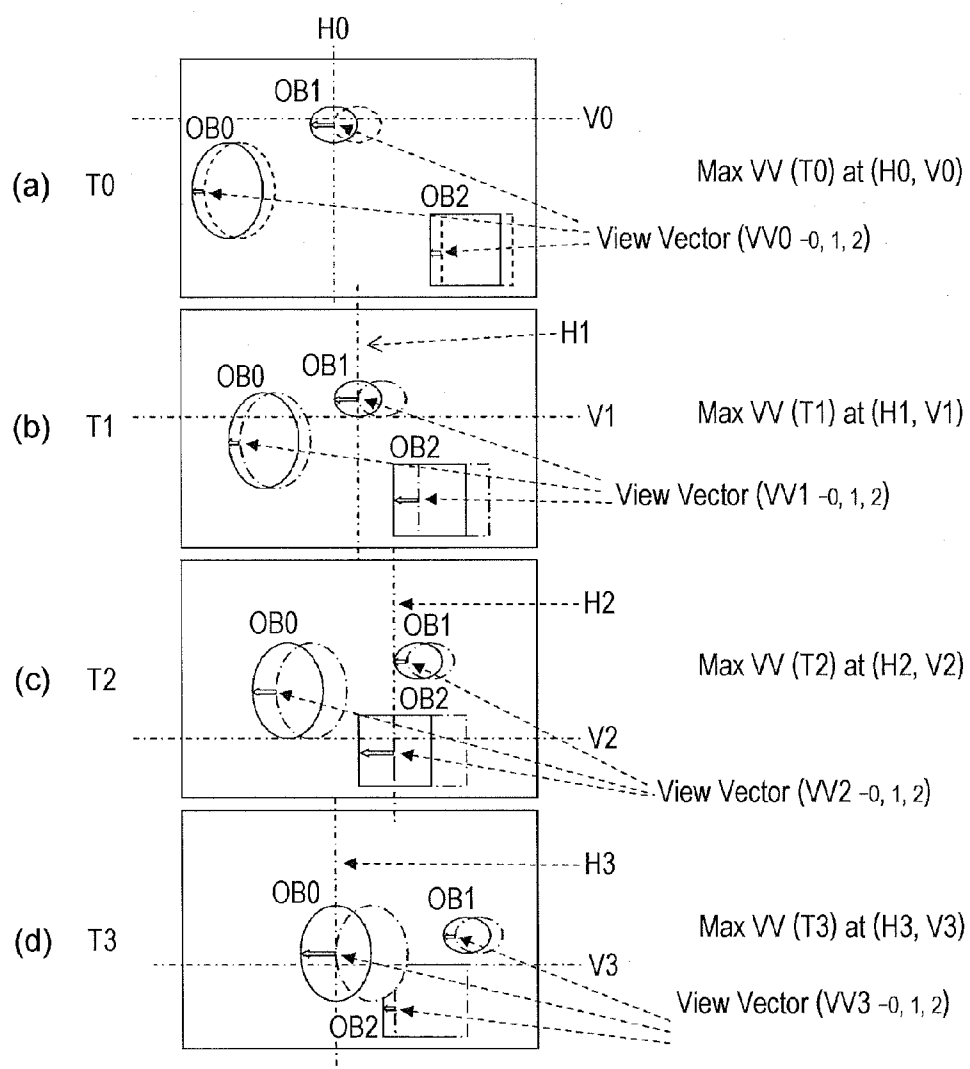 H0
OB1
V0
OB0
(a) T0
Max VV (T0) at (H0, V0)
OB2
View Vector (VV0 -0, 1, 2)
H1
OB1
OB0
(b) T1
V1
Max VV (T1) at (H1, V1)
OB2
View Vector (VV1 -0, 1, 2)
H2
OB0
OB1
(c) T2
Max VV (T2) at (H2, V2)
OB2
V2
View Vector (VV2 -0, 1, 2)
H3
OB0
OB1
(d) T3
Max VV (T3) at (H3, V3)
V3
View Vector (VV3 -0, 1, 2)
OB2